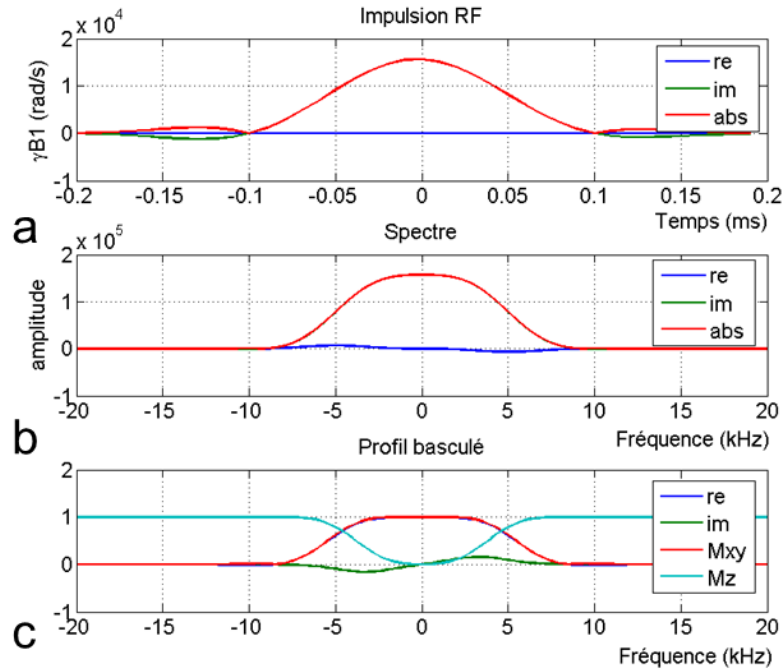 Impulsion RF
x 10^4
2
1
0
-1
γB1 (rad/s)
re
im
abs
-0.2 -0.15 -0.1 -0.05 0 0.05 0.1 0.15 0.2
Temps (ms)
a
Spectre
x 10^5
2
1
0
-1
amplitude
re
im
abs
-20 -15 -10 -5 0 5 10 15 20
Fréquence (kHz)
b
Profil basculé
2
1
0
-1
re
im
Mxy
Mz
-20 -15 -10 -5 0 5 10 15 20
Fréquence (kHz)
c